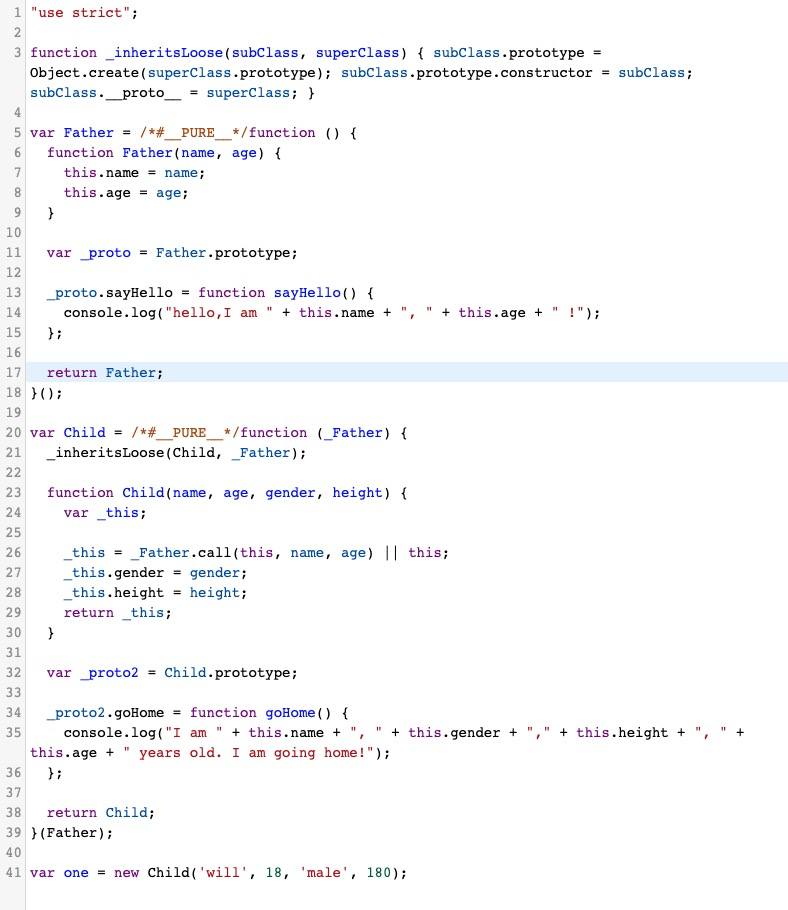 1 "use strict";
2
3 function _inheritsLoose(subClass, superClass) { subClass.prototype =
Object.create(superClass.prototype); subClass.prototype.constructor = subClass;
subClass.__proto__ = superClass; }
4
5 var Father = /*#__PURE__*/function () {
6   function Father(name, age) {
7     this.name = name;
8     this.age = age;
9   }
10
11   var _proto = Father.prototype;
12
13   _proto.sayHello = function sayHello() {
14     console.log("hello,I am " + this.name + ", " + this.age + " !");
15   };
16
17   return Father;
18 }();
19
20 var Child = /*#__PURE__*/function (_Father) {
21   _inheritsLoose(Child, _Father);
22
23   function Child(name, age, gender, height) {
24     var _this;
25
26     _this = _Father.call(this, name, age) || this;
27     _this.gender = gender;
28     _this.height = height;
29     return _this;
30   }
31
32   var _proto2 = Child.prototype;
33
34   _proto2.goHome = function goHome() {
35     console.log("I am " + this.name + ", " + this.gender + "," + this.height + ", " +
this.age + " years old. I am going home!");
36   };
37
38   return Child;
39 }(Father);
40
41 var one = new Child('will', 18, 'male', 180);